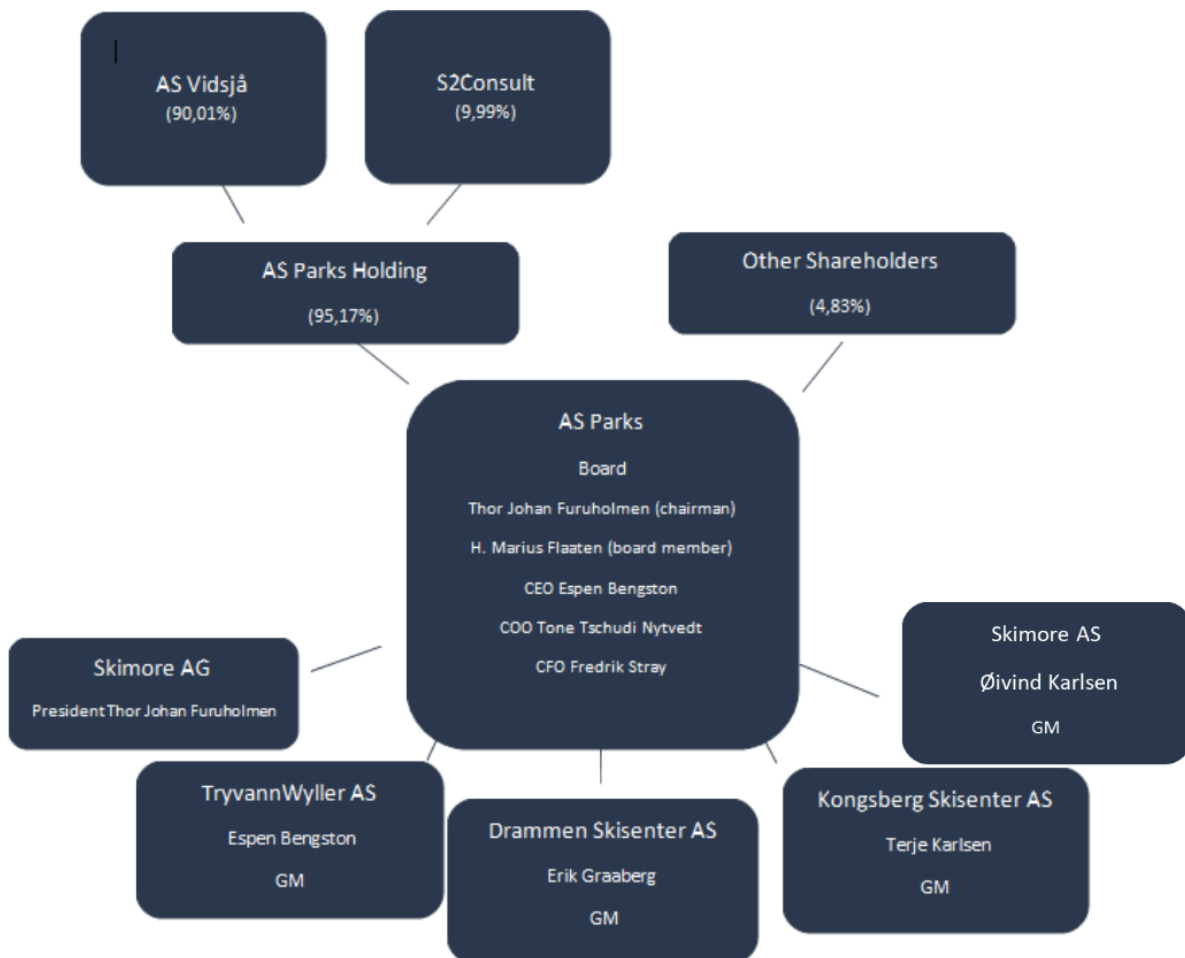 AS Vidsjå
(90,01%)
S2Consult
(9,99%)
AS Parks Holding
(95,17%)
Other Shareholders
(4,83%)
AS Parks
Board
Thor Johan Furuholmen (chairman)
H. Marius Flaaten (board member)
CEO Espen Bengston
COO Tone Tschudi Nytvedt
CFO Fredrik Stray
Skimore AG
President Thor Johan Furuholmen
TryvannWyller AS
Espen Bengston
GM
Drammen Skisenter AS
Erik Graaberg
GM
Kongsberg Skisenter AS
Terje Karlsen
GM
Skimore AS
Øivind Karlsen
GM